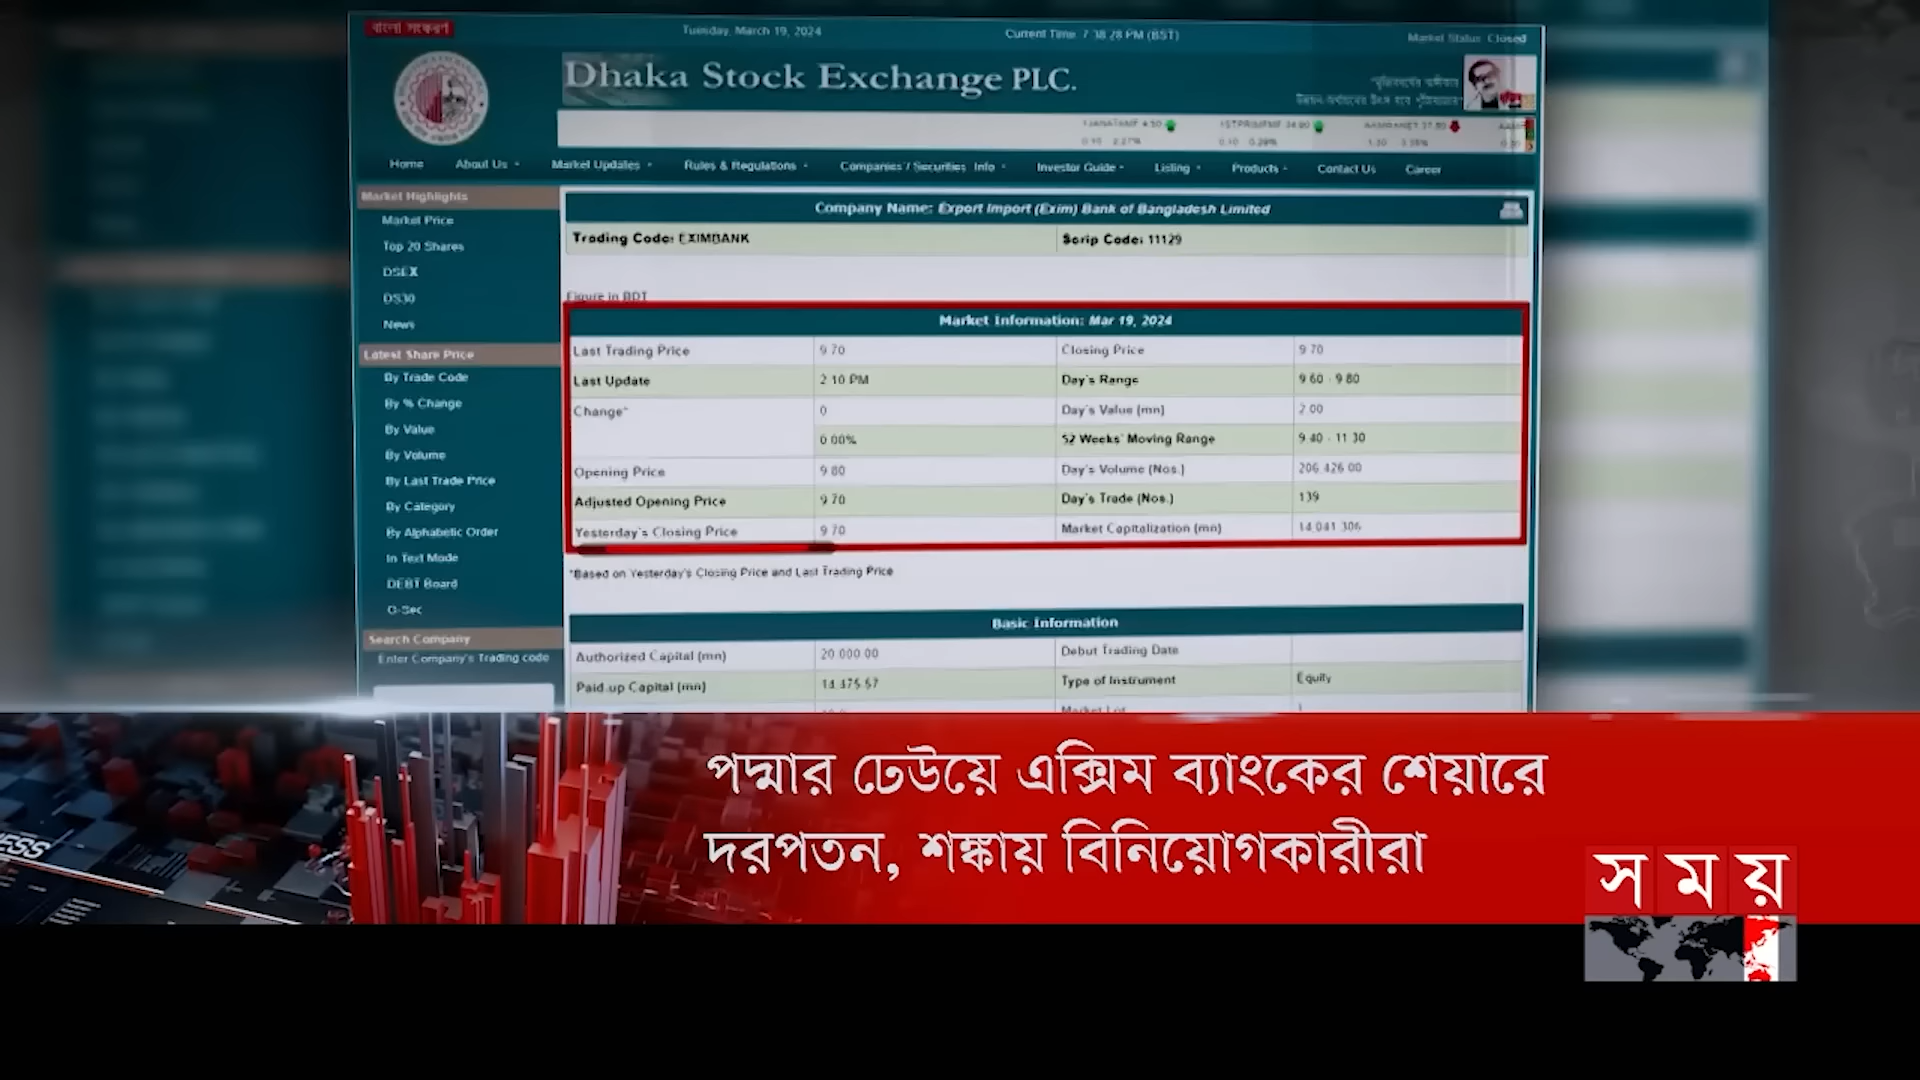 বাংলা সংস্করণ
Tuesday, March 19, 2024
Current Time: 7:38:28 PM (BST)
Market Status: Closed
Dhaka Stock Exchange PLC.
Home
About Us
Market Updates
Rules & Regulations
Companies / Securities Info
Investor Guide
Listing
Products
Contact Us
Career
Market Highlights
Market Price
Top 20 Shares
DSEX
DS30
News
Latest Share Price
By Trade Code
By % Change
By Value
By Volume
By Last Trade Price
By Category
By Alphabetic Order
In Text Mode
DEBT Board
Search Company
Enter Company's Trading code
Company Name: Export Import (Exim) Bank of Bangladesh Limited
Trading Code: EXIMBANK
Scrip Code: 11129
Figure in BDT
Market Information: Mar 19, 2024
Last Trading Price 9.70 Closing Price 9.70
Last Update 2:10 PM Day's Range 9.60 - 9.80
Change* 0 Day's Value (mn) 2.00
0.00% 52 Weeks' Moving Range 9.40 - 11.30
Opening Price 9.80 Day's Volume (Nos.) 206,426.00
Adjusted Opening Price 9.70 Day's Trade (Nos.) 139
Yesterday's Closing Price 9.70 Market Capitalization (mn) 14,041.306
*Based on Yesterday's Closing Price and Last Trading Price
Basic Information
Authorized Capital (mn) 20,000.00 Debut Trading Date
Paid-up Capital (mn) 14,475.57 Type of Instrument Equity
Market Lot
পদ্মার ঢেউয়ে এক্সিম ব্যাংকের শেয়ারে
দরপতন, শঙ্কায় বিনিয়োগকারীরা
সময়